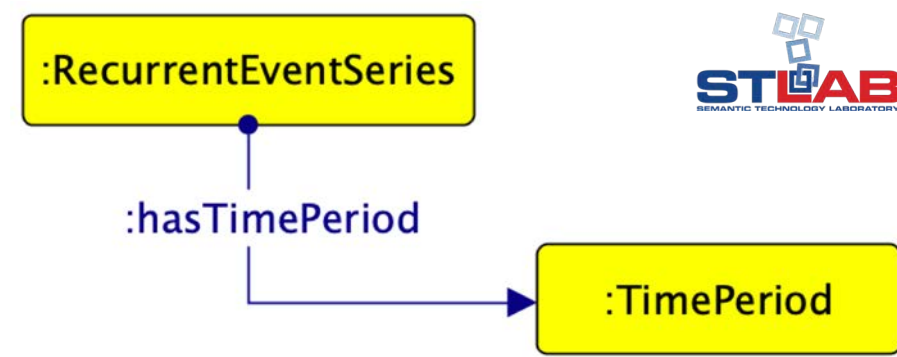 :RecurrentEventSeries
STLAB
SEMANTIC TECHNOLOGY LABORATORY
:hasTimePeriod
:TimePeriod